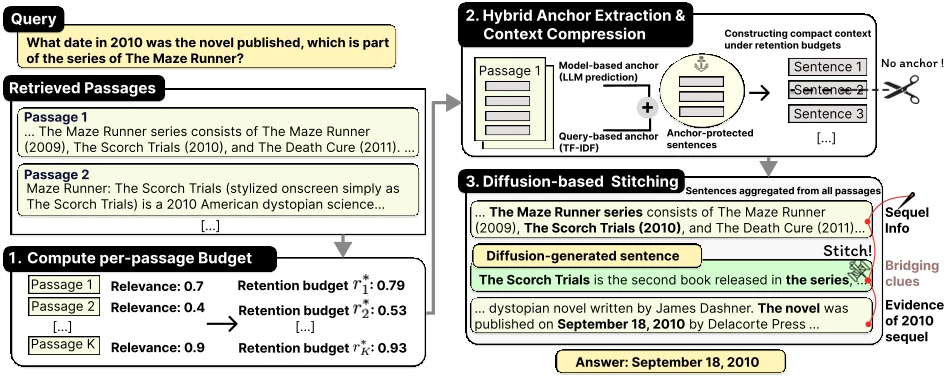 Query
What date in 2010 was the novel published, which is part
of the series of The Maze Runner?
Retrieved Passages
Passage 1
... The Maze Runner series consists of The Maze Runner
(2009), The Scorch Trials (2010), and The Death Cure (2011). ...
Passage 2
Maze Runner: The Scorch Trials (stylized onscreen simply as
The Scorch Trials) is a 2010 American dystopian science...
[...]
1. Compute per-passage Budget
Passage 1 Relevance: 0.7 Retention budget r₁*: 0.79
Passage 2 Relevance: 0.4 Retention budget r₂*: 0.53
[...] [...]
Passage K Relevance: 0.9 Retention budget r_K*: 0.93
2. Hybrid Anchor Extraction &
Context Compression
Passage 1
Model-based anchor
(LLM prediction)
+
Query-based anchor
(TF-IDF)
Anchor-protected
sentences
Constructing compact context
under retention budgets
Sentence 1
Sentence 2
Sentence 3
[...]
No anchor !
3. Diffusion-based Stitching
Sentences aggregated from all passages
... The Maze Runner series consists of The Maze Runner
(2009), The Scorch Trials (2010), and The Death Cure (2011)...
Stitch!
Diffusion-generated sentence
The Scorch Trials is the second book released in the series, ...
... dystopian novel written by James Dashner. The novel was
published on September 18, 2010 by Delacorte Press ...
Sequel
Info
Bridging
clues
Evidence
of 2010
sequel
Answer: September 18, 2010